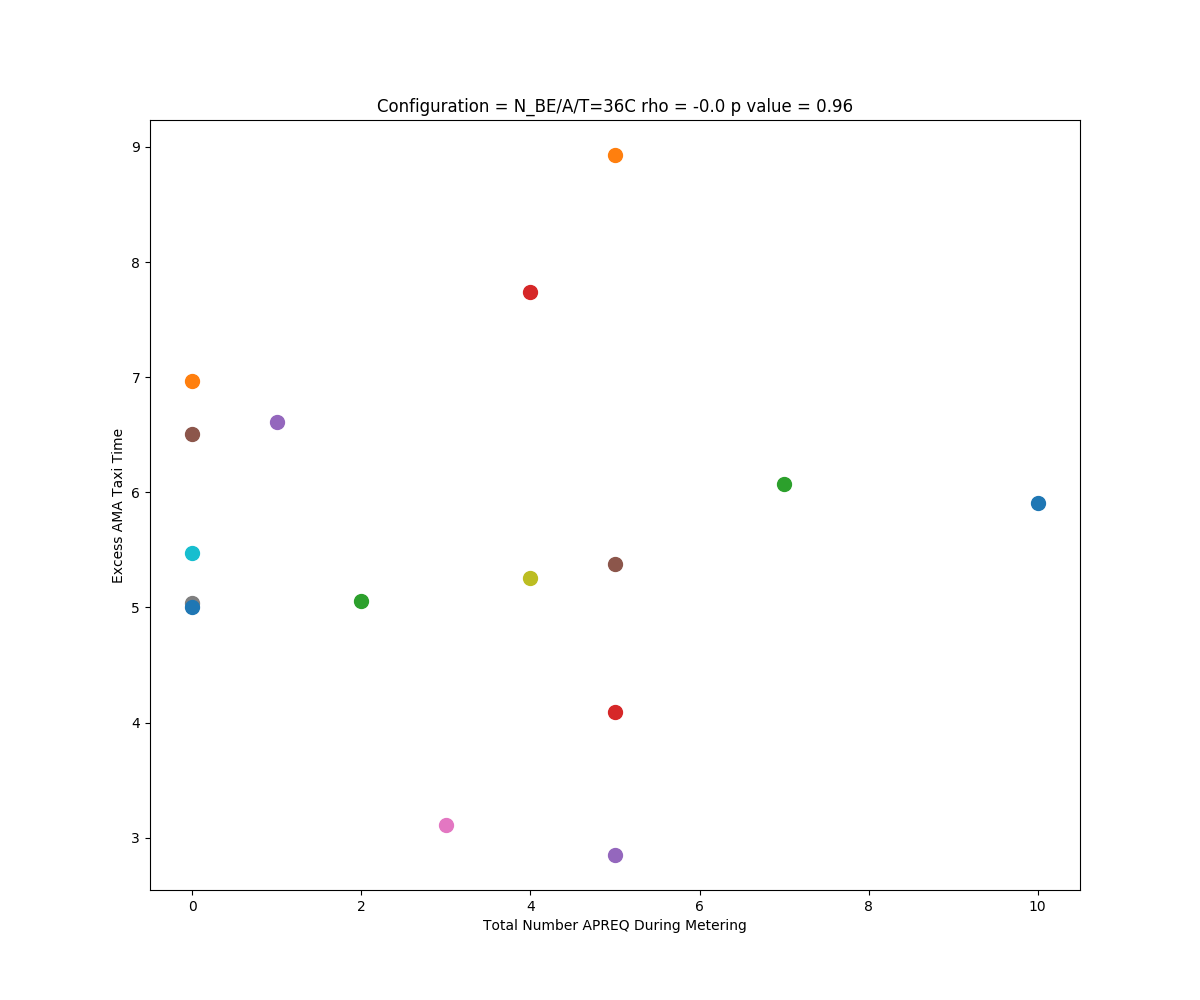 Configuration = N_BE/A/T=36C rho = -0.0 p value = 0.96
9
8
7
6
5
4
3
Excess AMA Taxi Time
0 2 4 6 8 10
Total Number APREQ During Metering